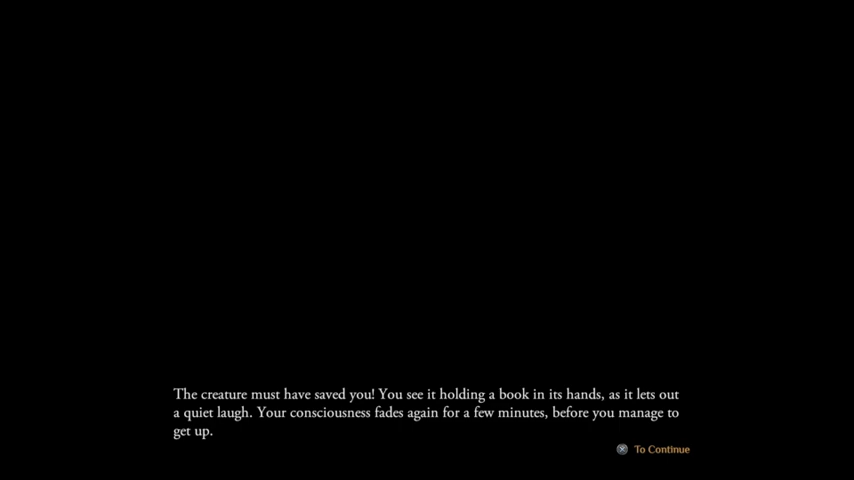 The creature must have saved you! You see it holding a book in its hands, as it lets out
a quiet laugh. Your consciousness fades again for a few minutes, before you manage to
get up.
To Continue